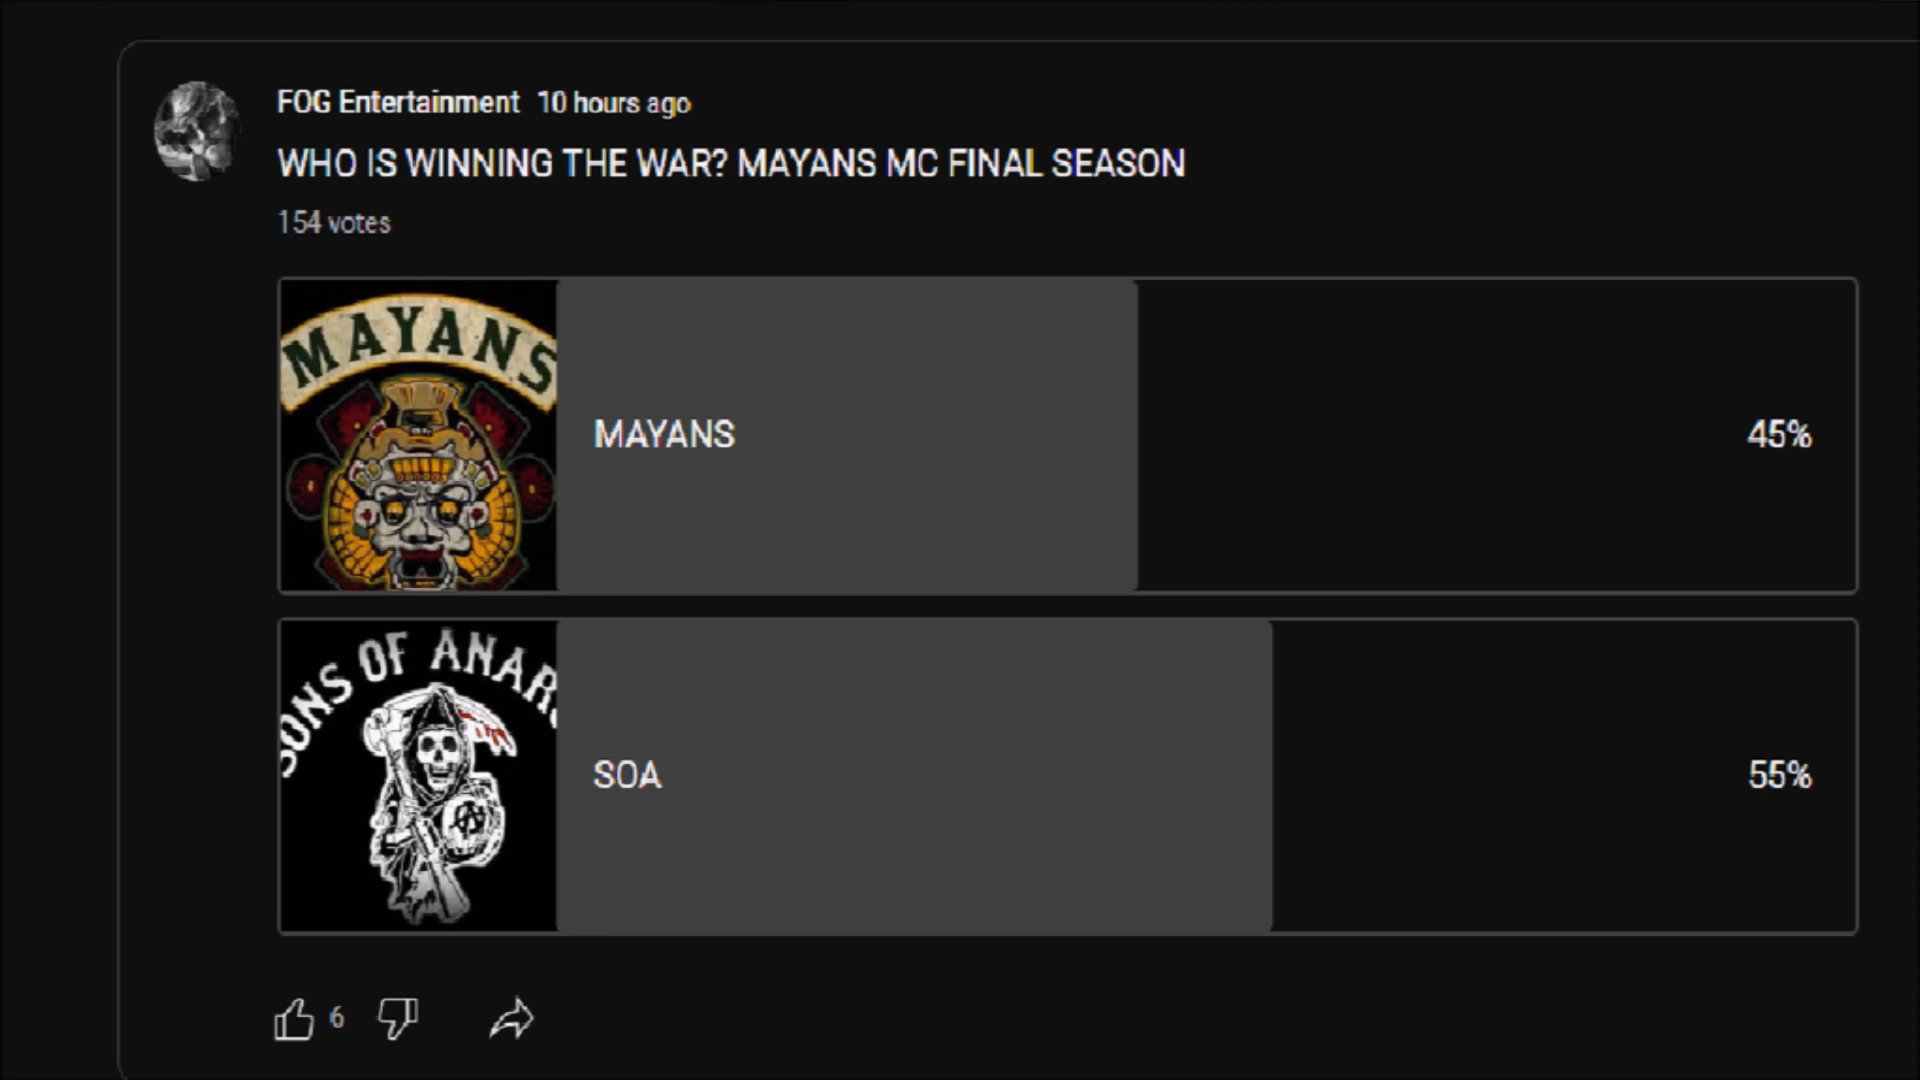 FOG Entertainment 10 hours ago
WHO IS WINNING THE WAR? MAYANS MC FINAL SEASON
154 votes
MAYANS
MAYANS
45%
SONS OF ANAR
SOA
55%
6